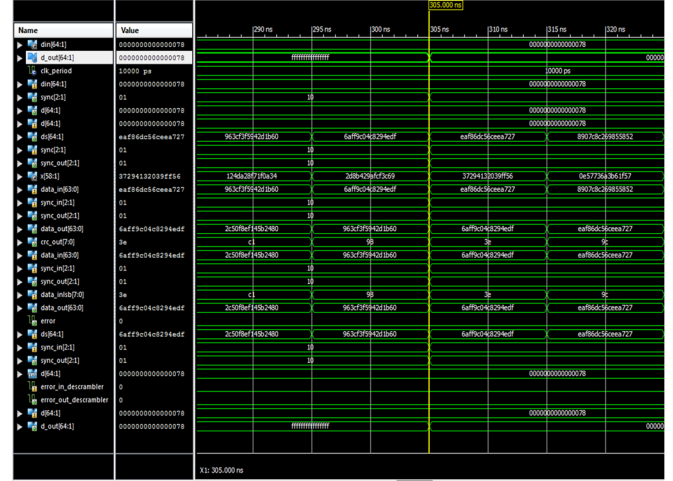 305.000 ns
Name Value 290 ns 295 ns 300 ns 305 ns 310 ns 315 ns 320 ns
din[64:1] 0000000000000078 0000000000000078
d_out[64:1] 0000000000000078 ffffffffffffffff 00000
clk_period 10000 ps 10000 ps
din[64:1] 0000000000000078 0000000000000078
sync[2:1] 01 10
d[64:1] 0000000000000078 0000000000000078
d[64:1] 0000000000000078 0000000000000078
ds[64:1] eaf86dc56ceea727 963cf3f5942d1b60 6aff9c04c8294edf eaf86dc56ceea727 8907c8c269855852
sync[2:1] 01 10
sync_out[2:1] 01 10
x[58:1] 37294132039ff56 124da28f71f0a34 2d8b429afcf3c69 37294132039ff56 0e57736a3b61f57
data_in[63:0] eaf86dc56ceea727 963cf3f5942d1b60 6aff9c04c8294edf eaf86dc56ceea727 8907c8c269855852
sync_in[2:1] 01 10
sync_out[2:1] 01 10
data_out[63:0] 6aff9c04c8294edf 2c50f8ef145b2480 963cf3f5942d1b60 6aff9c04c8294edf eaf86dc56ceea727
crc_out[7:0] 3e c1 98 3e 9c
data_in[63:0] 6aff9c04c8294edf 2c50f8ef145b2480 963cf3f5942d1b60 6aff9c04c8294edf eaf86dc56ceea727
sync_in[2:1] 01 10
data_inlsb[7:0] 3e c1 98 3e 9c
data_out[63:0] 6aff9c04c8294edf 2c50f8ef145b2480 963cf3f5942d1b60 6aff9c04c8294edf eaf86dc56ceea727
error 0
ds[64:1] 6aff9c04c8294edf 2c50f8ef145b2480 963cf3f5942d1b60 6aff9c04c8294edf eaf86dc56ceea727
sync_in[2:1] 01 10
sync_out[2:1] 01 10
d[64:1] 0000000000000078 0000000000000078
error_in_descrambler 0
error_out_descrambler 0
d[64:1] 0000000000000078 0000000000000078
d_out[64:1] 0000000000000078 ffffffffffffffff 00000
X1: 305.000 ns